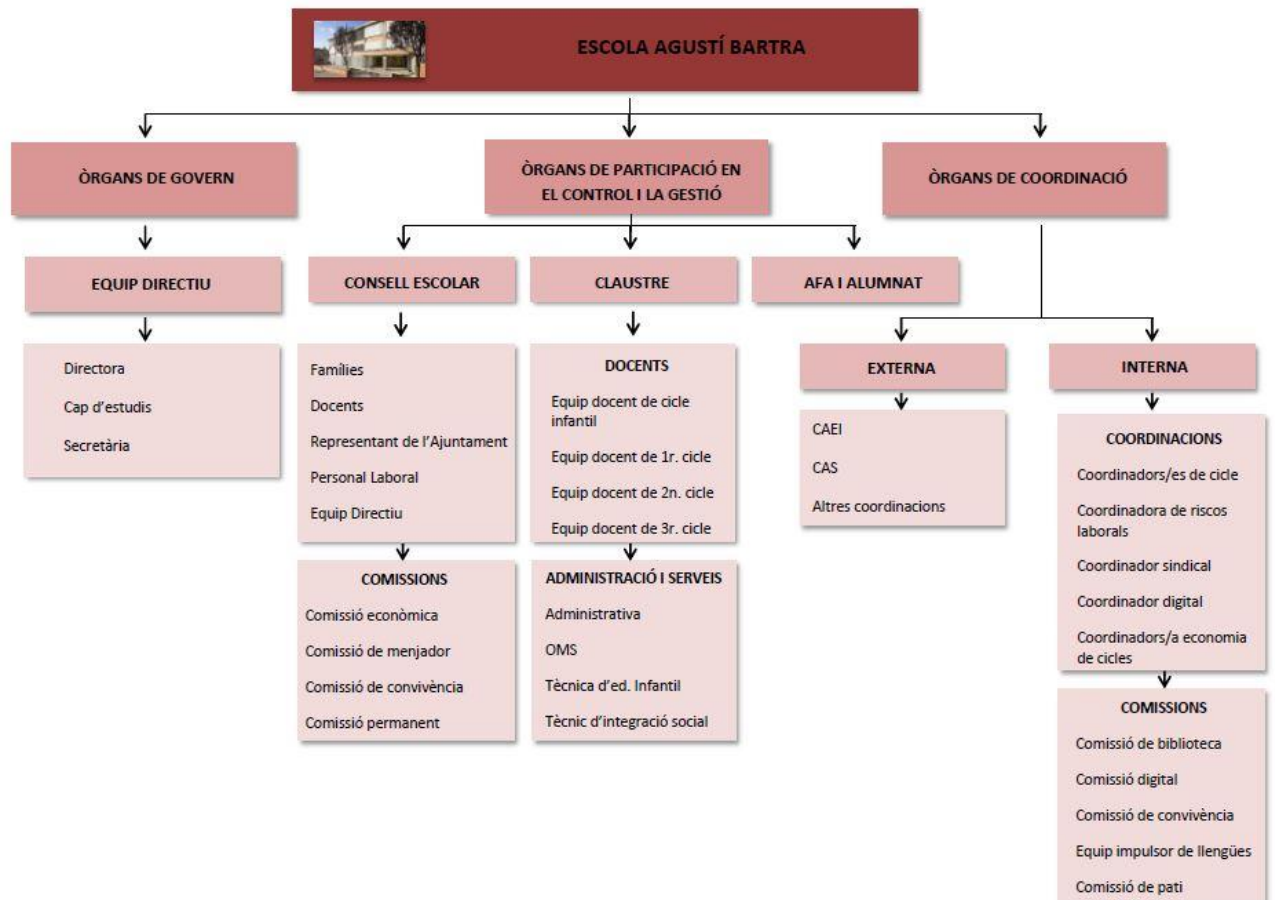 ESCOLA AGUSTÍ BARTRA
ÒRGANS DE GOVERN
ÒRGANS DE PARTICIPACIÓ EN
EL CONTROL I LA GESTIÓ
ÒRGANS DE COORDINACIÓ
EQUIP DIRECTIU
CONSELL ESCOLAR
CLAUSTRE
AFA I ALUMNAT
Directora
Cap d'estudis
Secretària
Famílies
Docents
Representant de l'Ajuntament
Personal Laboral
Equip Directiu
COMISSIONS
Comissió econòmica
Comissió de menjador
Comissió de convivència
Comissió permanent
DOCENTS
Equip docent de cicle
infantil
Equip docent de 1r. cicle
Equip docent de 2n. cicle
Equip docent de 3r. cicle
ADMINISTRACIÓ I SERVEIS
Administrativa
OMS
Tècnica d'ed. Infantil
Tècnic d'integració social
EXTERNA
CAEI
CAS
Altres coordinacions
INTERNA
COORDINACIONS
Coordinadors/es de cicle
Coordinadora de riscos
laborals
Coordinador sindical
Coordinador digital
Coordinadors/a economia
de cicles
COMISSIONS
Comissió de biblioteca
Comissió digital
Comissió de convivència
Equip impulsor de llengües
Comissió de pati